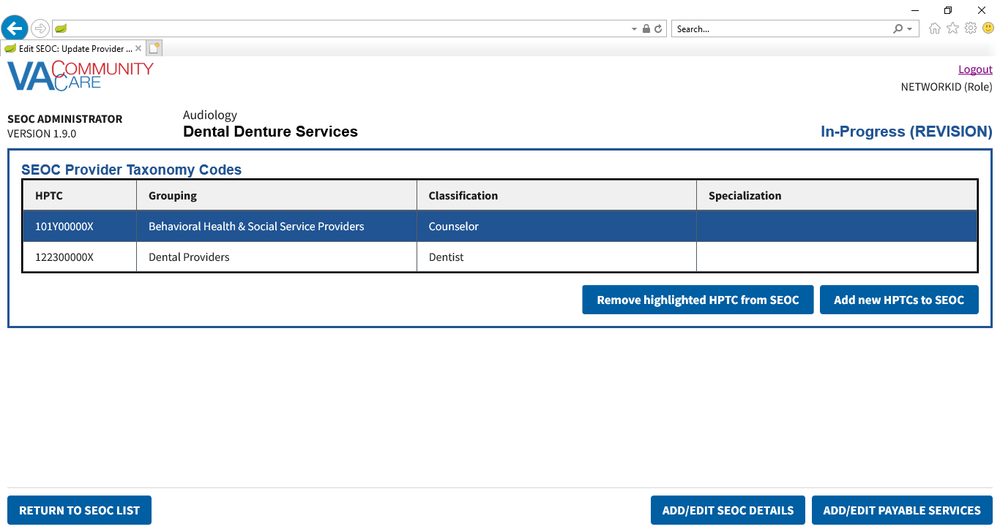 Search...
Edit SEOC: Update Provider ...
VA COMMUNITY CARE
Logout
NETWORKID (Role)
SEOC ADMINISTRATOR
VERSION 1.9.0
Audiology
Dental Denture Services
In-Progress (REVISION)
SEOC Provider Taxonomy Codes
HPTC Grouping Classification Specialization
101Y00000X Behavioral Health & Social Service Providers Counselor
122300000X Dental Providers Dentist
Remove highlighted HPTC from SEOC Add new HPTCs to SEOC
RETURN TO SEOC LIST ADD/EDIT SEOC DETAILS ADD/EDIT PAYABLE SERVICES